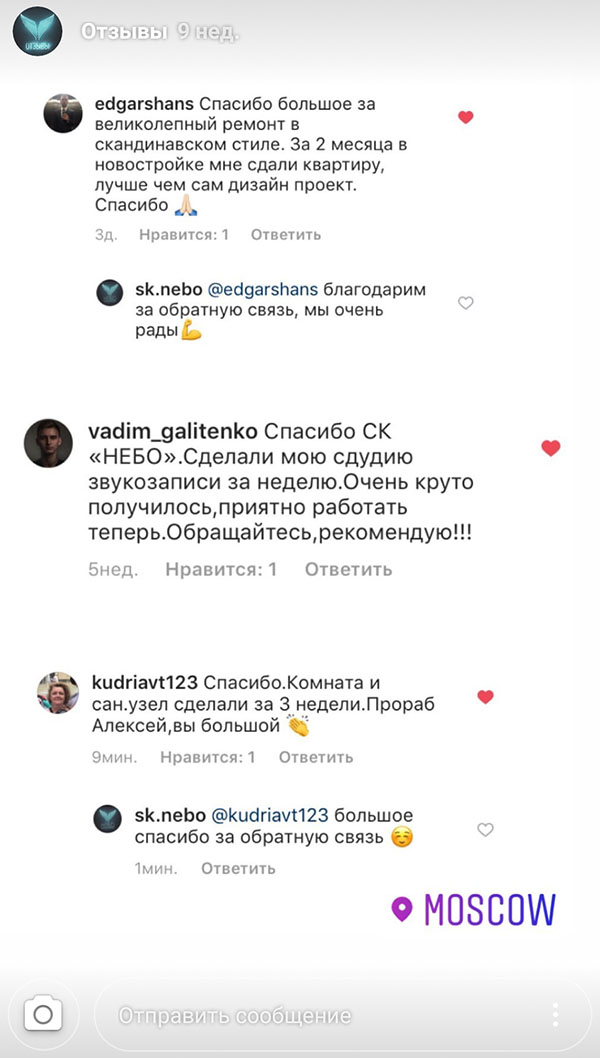 Отзывы 9 нед.
edgarshans Спасибо большое за
великолепный ремонт в
скандинавском стиле. За 2 месяца в
новостройке мне сдали квартиру,
лучше чем сам дизайн проект.
Спасибо 🙏🏻
3д. Нравится: 1 Ответить
sk.nebo @edgarshans благодарим
за обратную связь, мы очень
рады💪
vadim_galitenko Спасибо СК
«НЕБО».Сделали мою сдудию
звукозаписи за неделю.Очень круто
получилось,приятно работать
теперь.Обращайтесь,рекомендую!!!
5нед. Нравится: 1 Ответить
kudriavt123 Спасибо.Комната и
сан.узел сделали за 3 недели.Прораб
Алексей,вы большой 👏
9мин. Нравится: 1 Ответить
sk.nebo @kudriavt123 большое
спасибо за обратную связь ☺️
1мин. Ответить
MOSCOW
Отправить сообщение